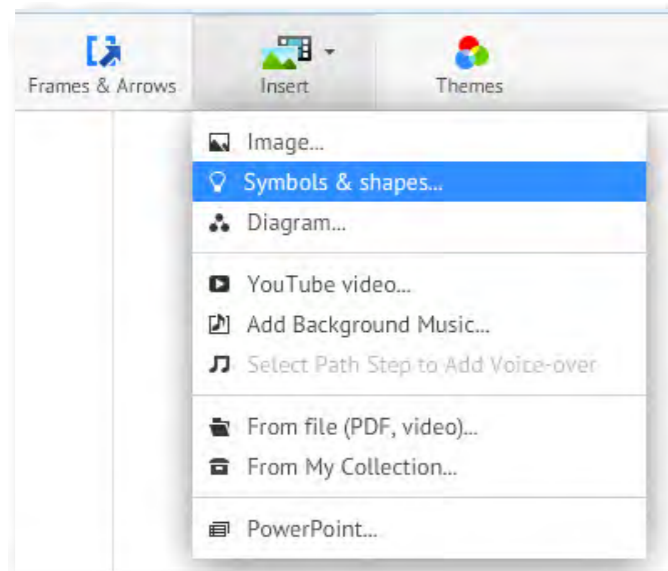 Frames & Arrows
Insert
Themes
Image...
Symbols & shapes...
Diagram...
YouTube video...
Add Background Music...
Select Path Step to Add Voice-over
From file (PDF, video)...
From My Collection...
PowerPoint...